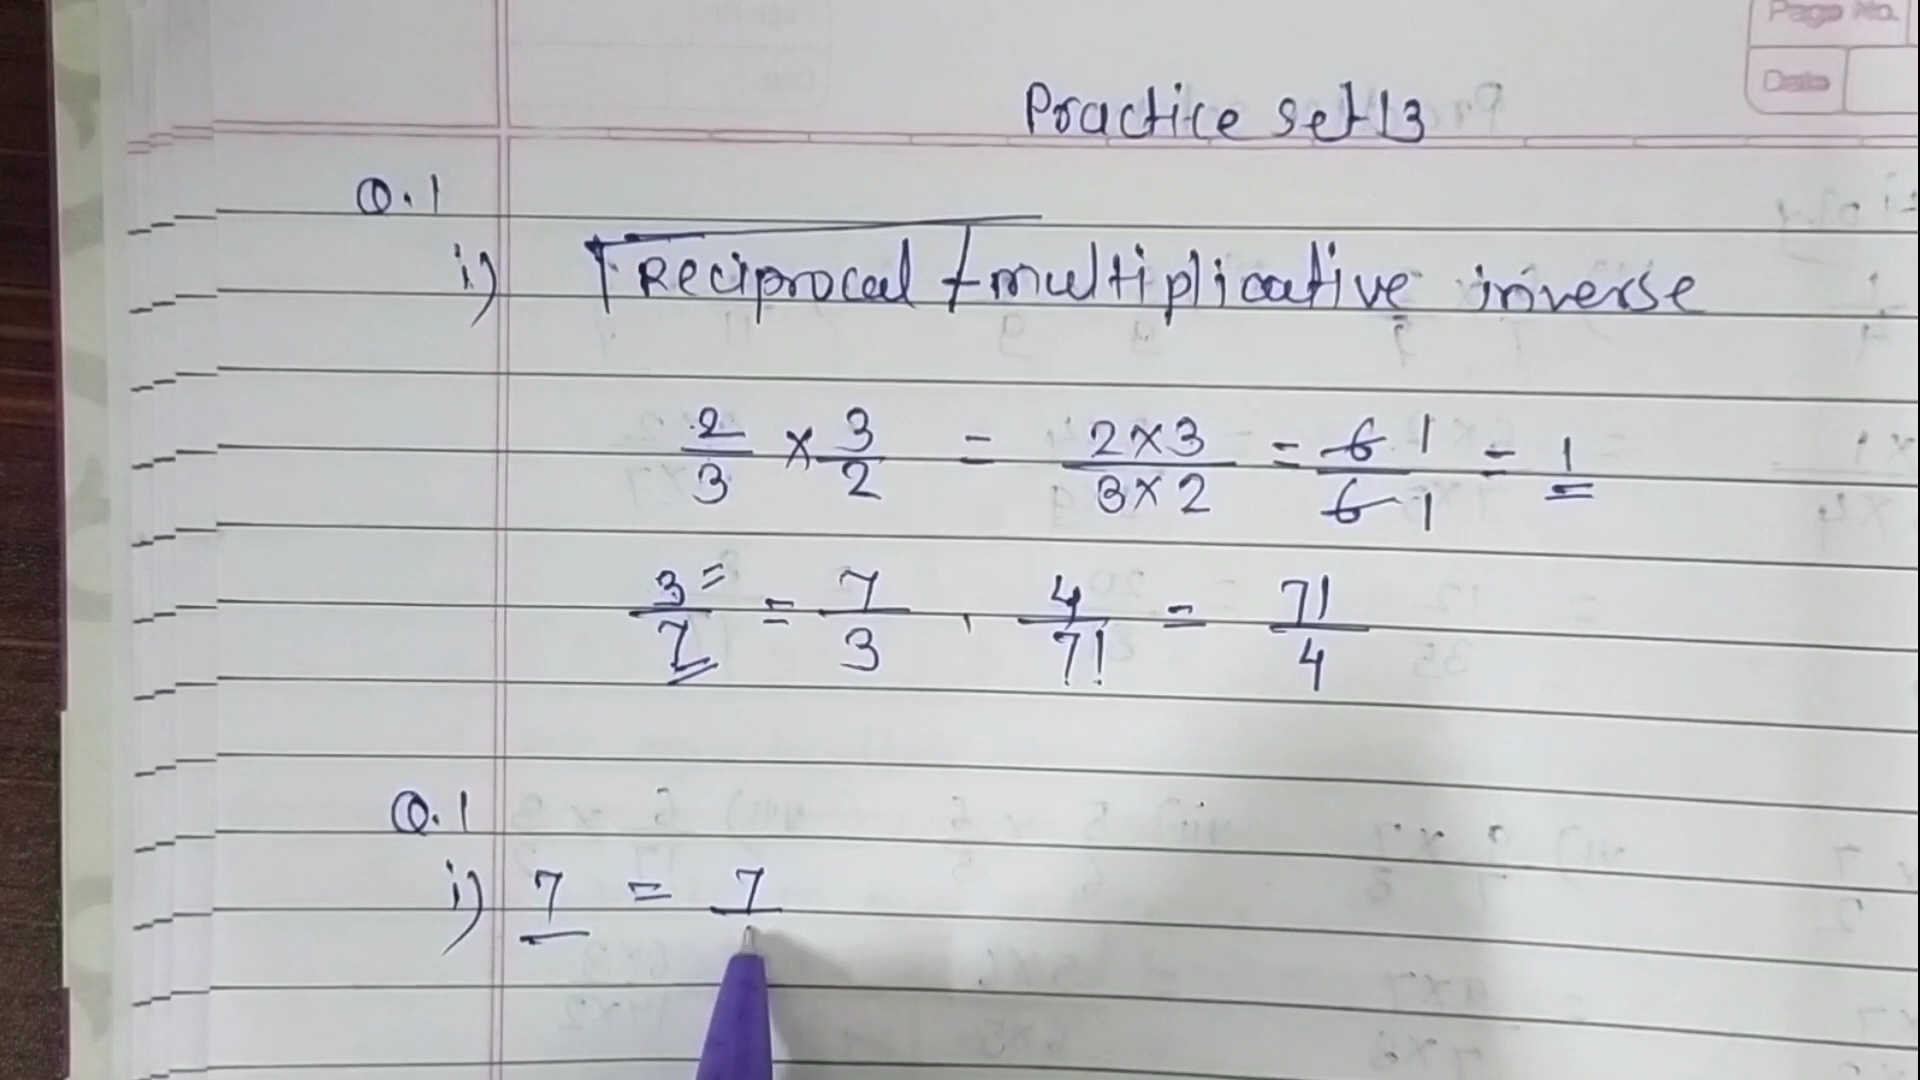 Page No.
Date
Practice set 13
Q.1
i) Reciprocal / multiplicative inverse
2/3 × 3/2 = 2×3/3×2 = 6 1/6 1 = 1
3/7 = 7/3 , 4/71 = 71/4
Q.1
i) 7 = 7